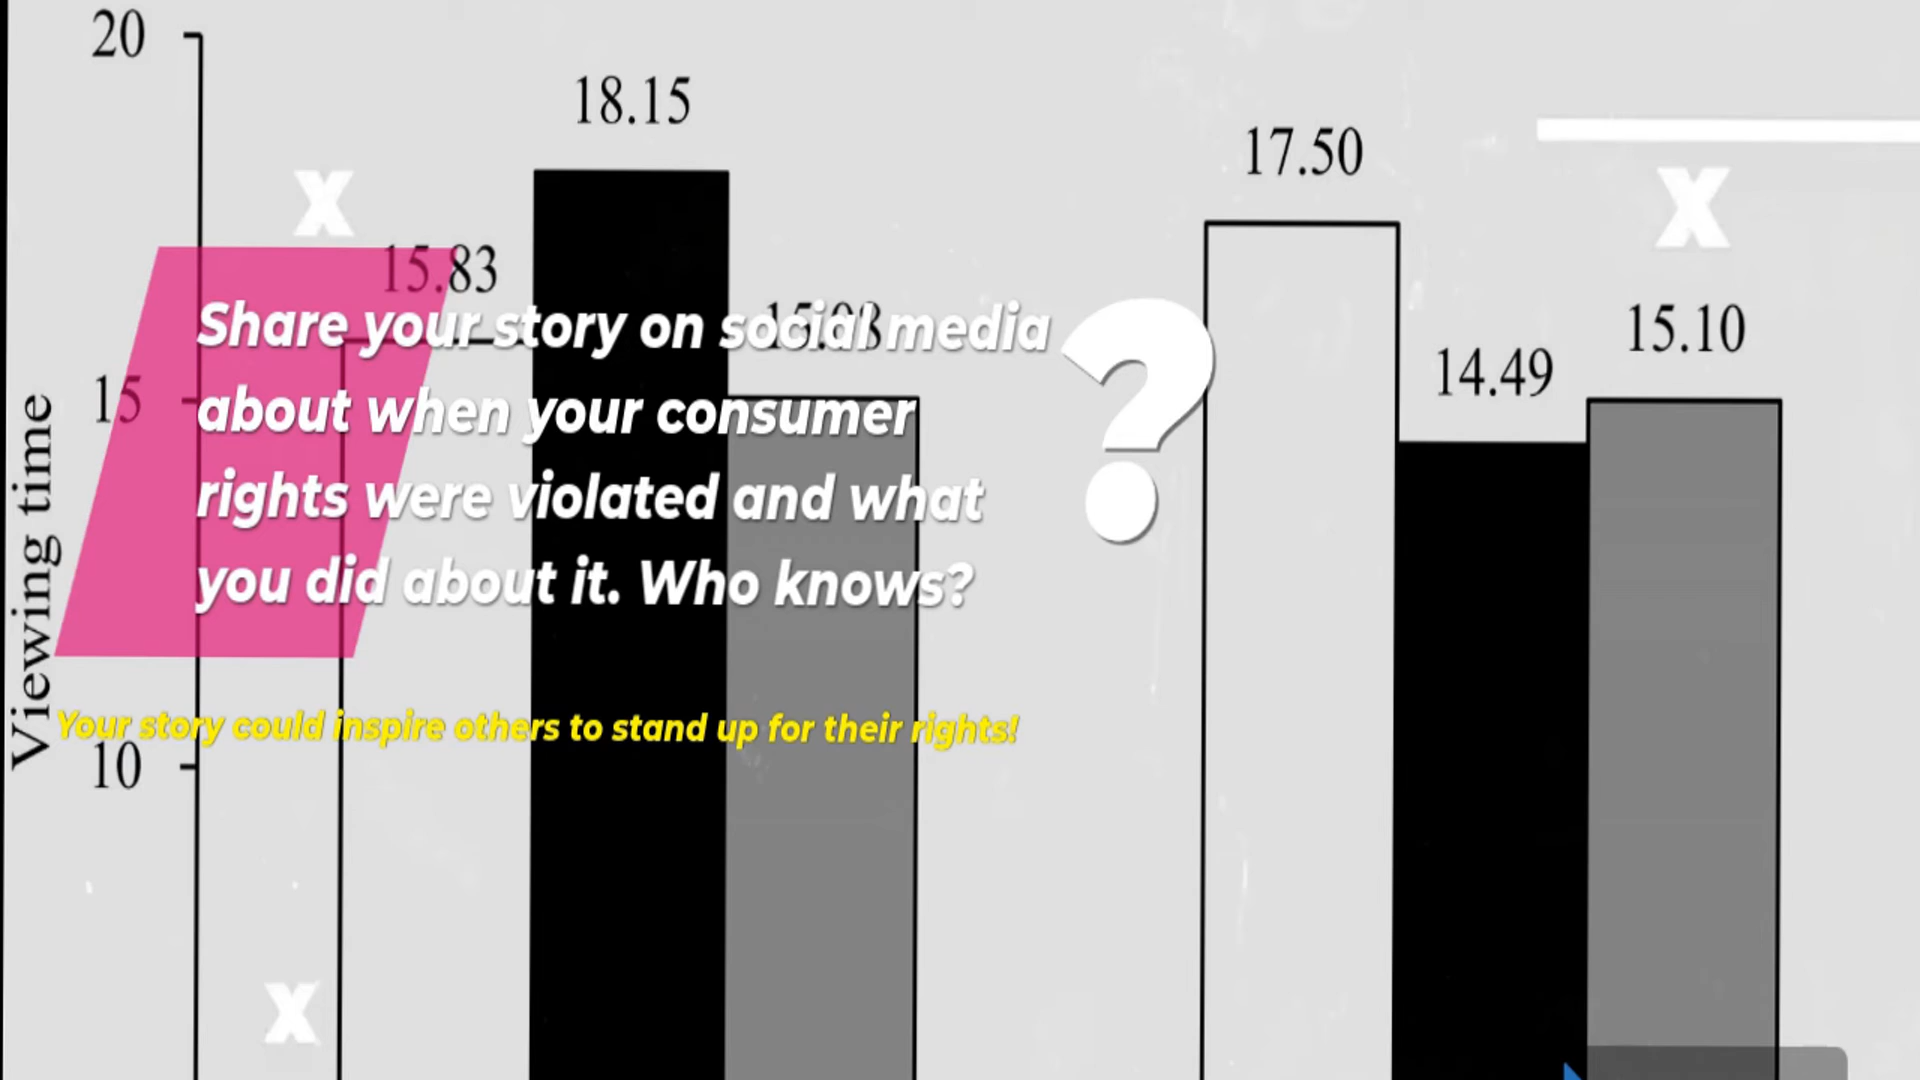 20
18.15
17.50
X
X
15.83
15.10
Share your story on social media
14.49
15
about when your consumer
?
rights were violated and what
you did about it. Who knows?
Viewing time
Your story could inspire others to stand up for their rights!
10
X